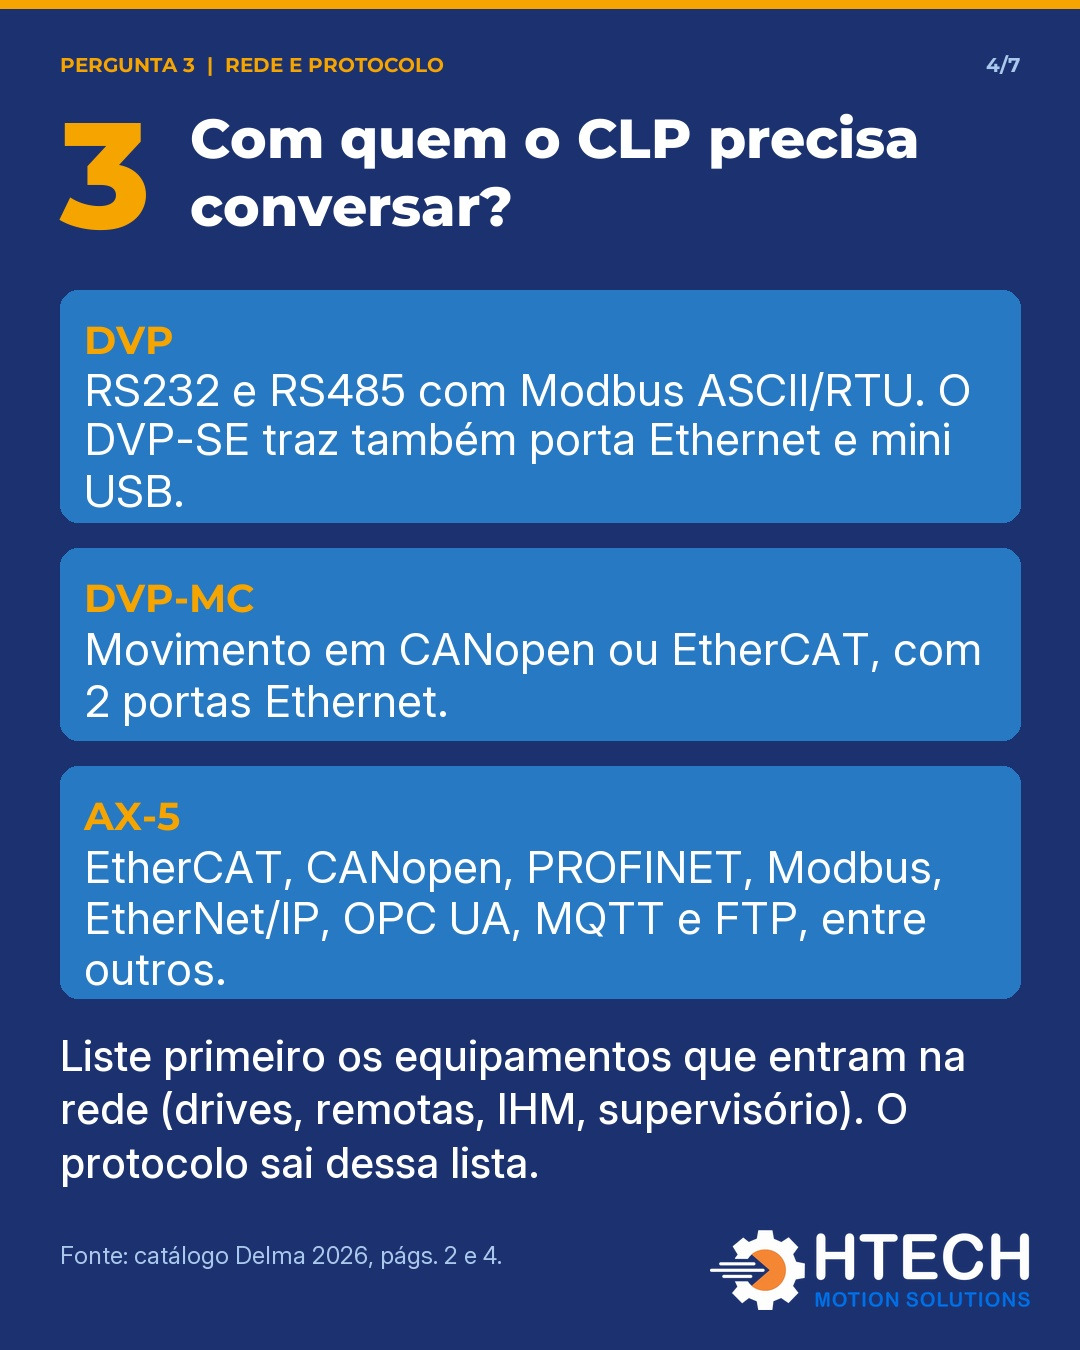 PERGUNTA 3 | REDE E PROTOCOLO
4/7
3
Com quem o CLP precisa
conversar?
DVP
RS232 e RS485 com Modbus ASCII/RTU. O
DVP-SE traz também porta Ethernet e mini
USB.
DVP-MC
Movimento em CANopen ou EtherCAT, com
2 portas Ethernet.
AX-5
EtherCAT, CANopen, PROFINET, Modbus,
EtherNet/IP, OPC UA, MQTT e FTP, entre
outros.
Liste primeiro os equipamentos que entram na
rede (drives, remotas, IHM, supervisório). O
protocolo sai dessa lista.
Fonte: catálogo Delma 2026, págs. 2 e 4.
HTECH
MOTION SOLUTIONS